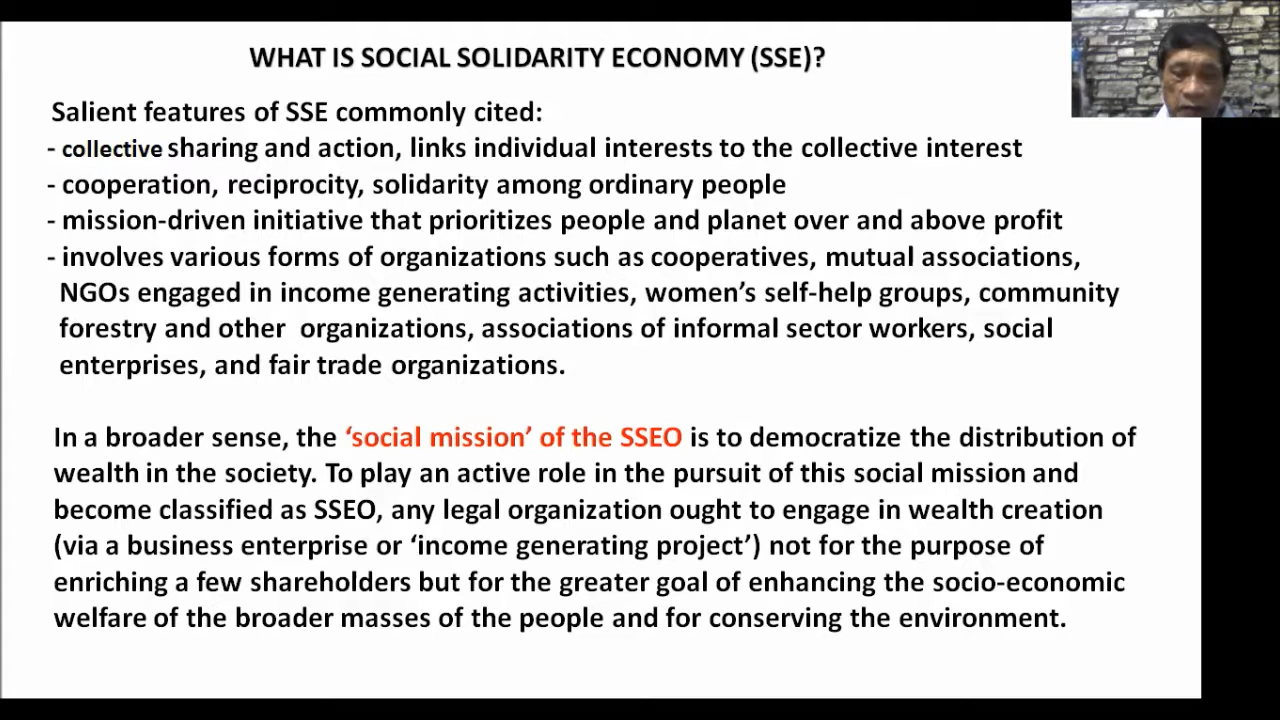 WHAT IS SOCIAL SOLIDARITY ECONOMY (SSE)?
Salient features of SSE commonly cited:
- collective sharing and action, links individual interests to the collective interest
- cooperation, reciprocity, solidarity among ordinary people
- mission-driven initiative that prioritizes people and planet over and above profit
- involves various forms of organizations such as cooperatives, mutual associations,
NGOs engaged in income generating activities, women’s self-help groups, community
forestry and other organizations, associations of informal sector workers, social
enterprises, and fair trade organizations.
In a broader sense, the ‘social mission’ of the SSEO is to democratize the distribution of
wealth in the society. To play an active role in the pursuit of this social mission and
become classified as SSEO, any legal organization ought to engage in wealth creation
(via a business enterprise or ‘income generating project’) not for the purpose of
enriching a few shareholders but for the greater goal of enhancing the socio-economic
welfare of the broader masses of the people and for conserving the environment.